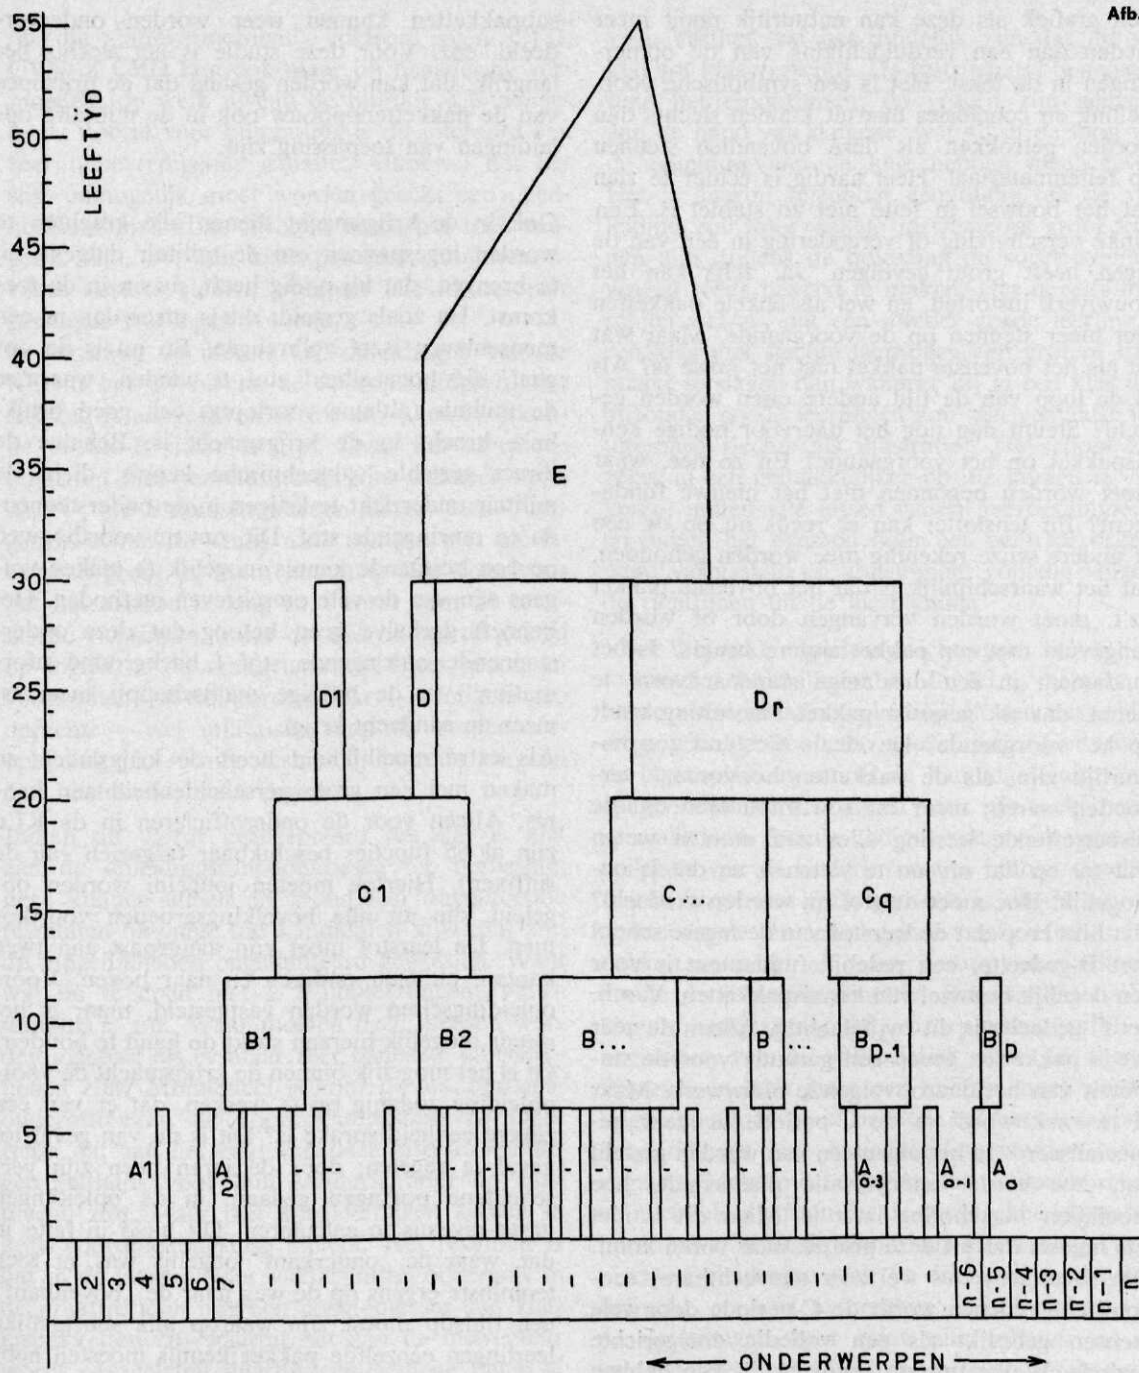 Afb.
55
LEEFTŸD
50
45
40
35
E
30
25
D1 D Dr
20
15
C1 C... Cq
10
B1 B2 B... B ... Bp-1 Bp
5
A1 A2 Ao-3 Ao-1 Ao
1 2 3 4 5 6 7 n-6 n-5 n-4 n-3 n-2 n-1 n
← ONDERWERPEN →